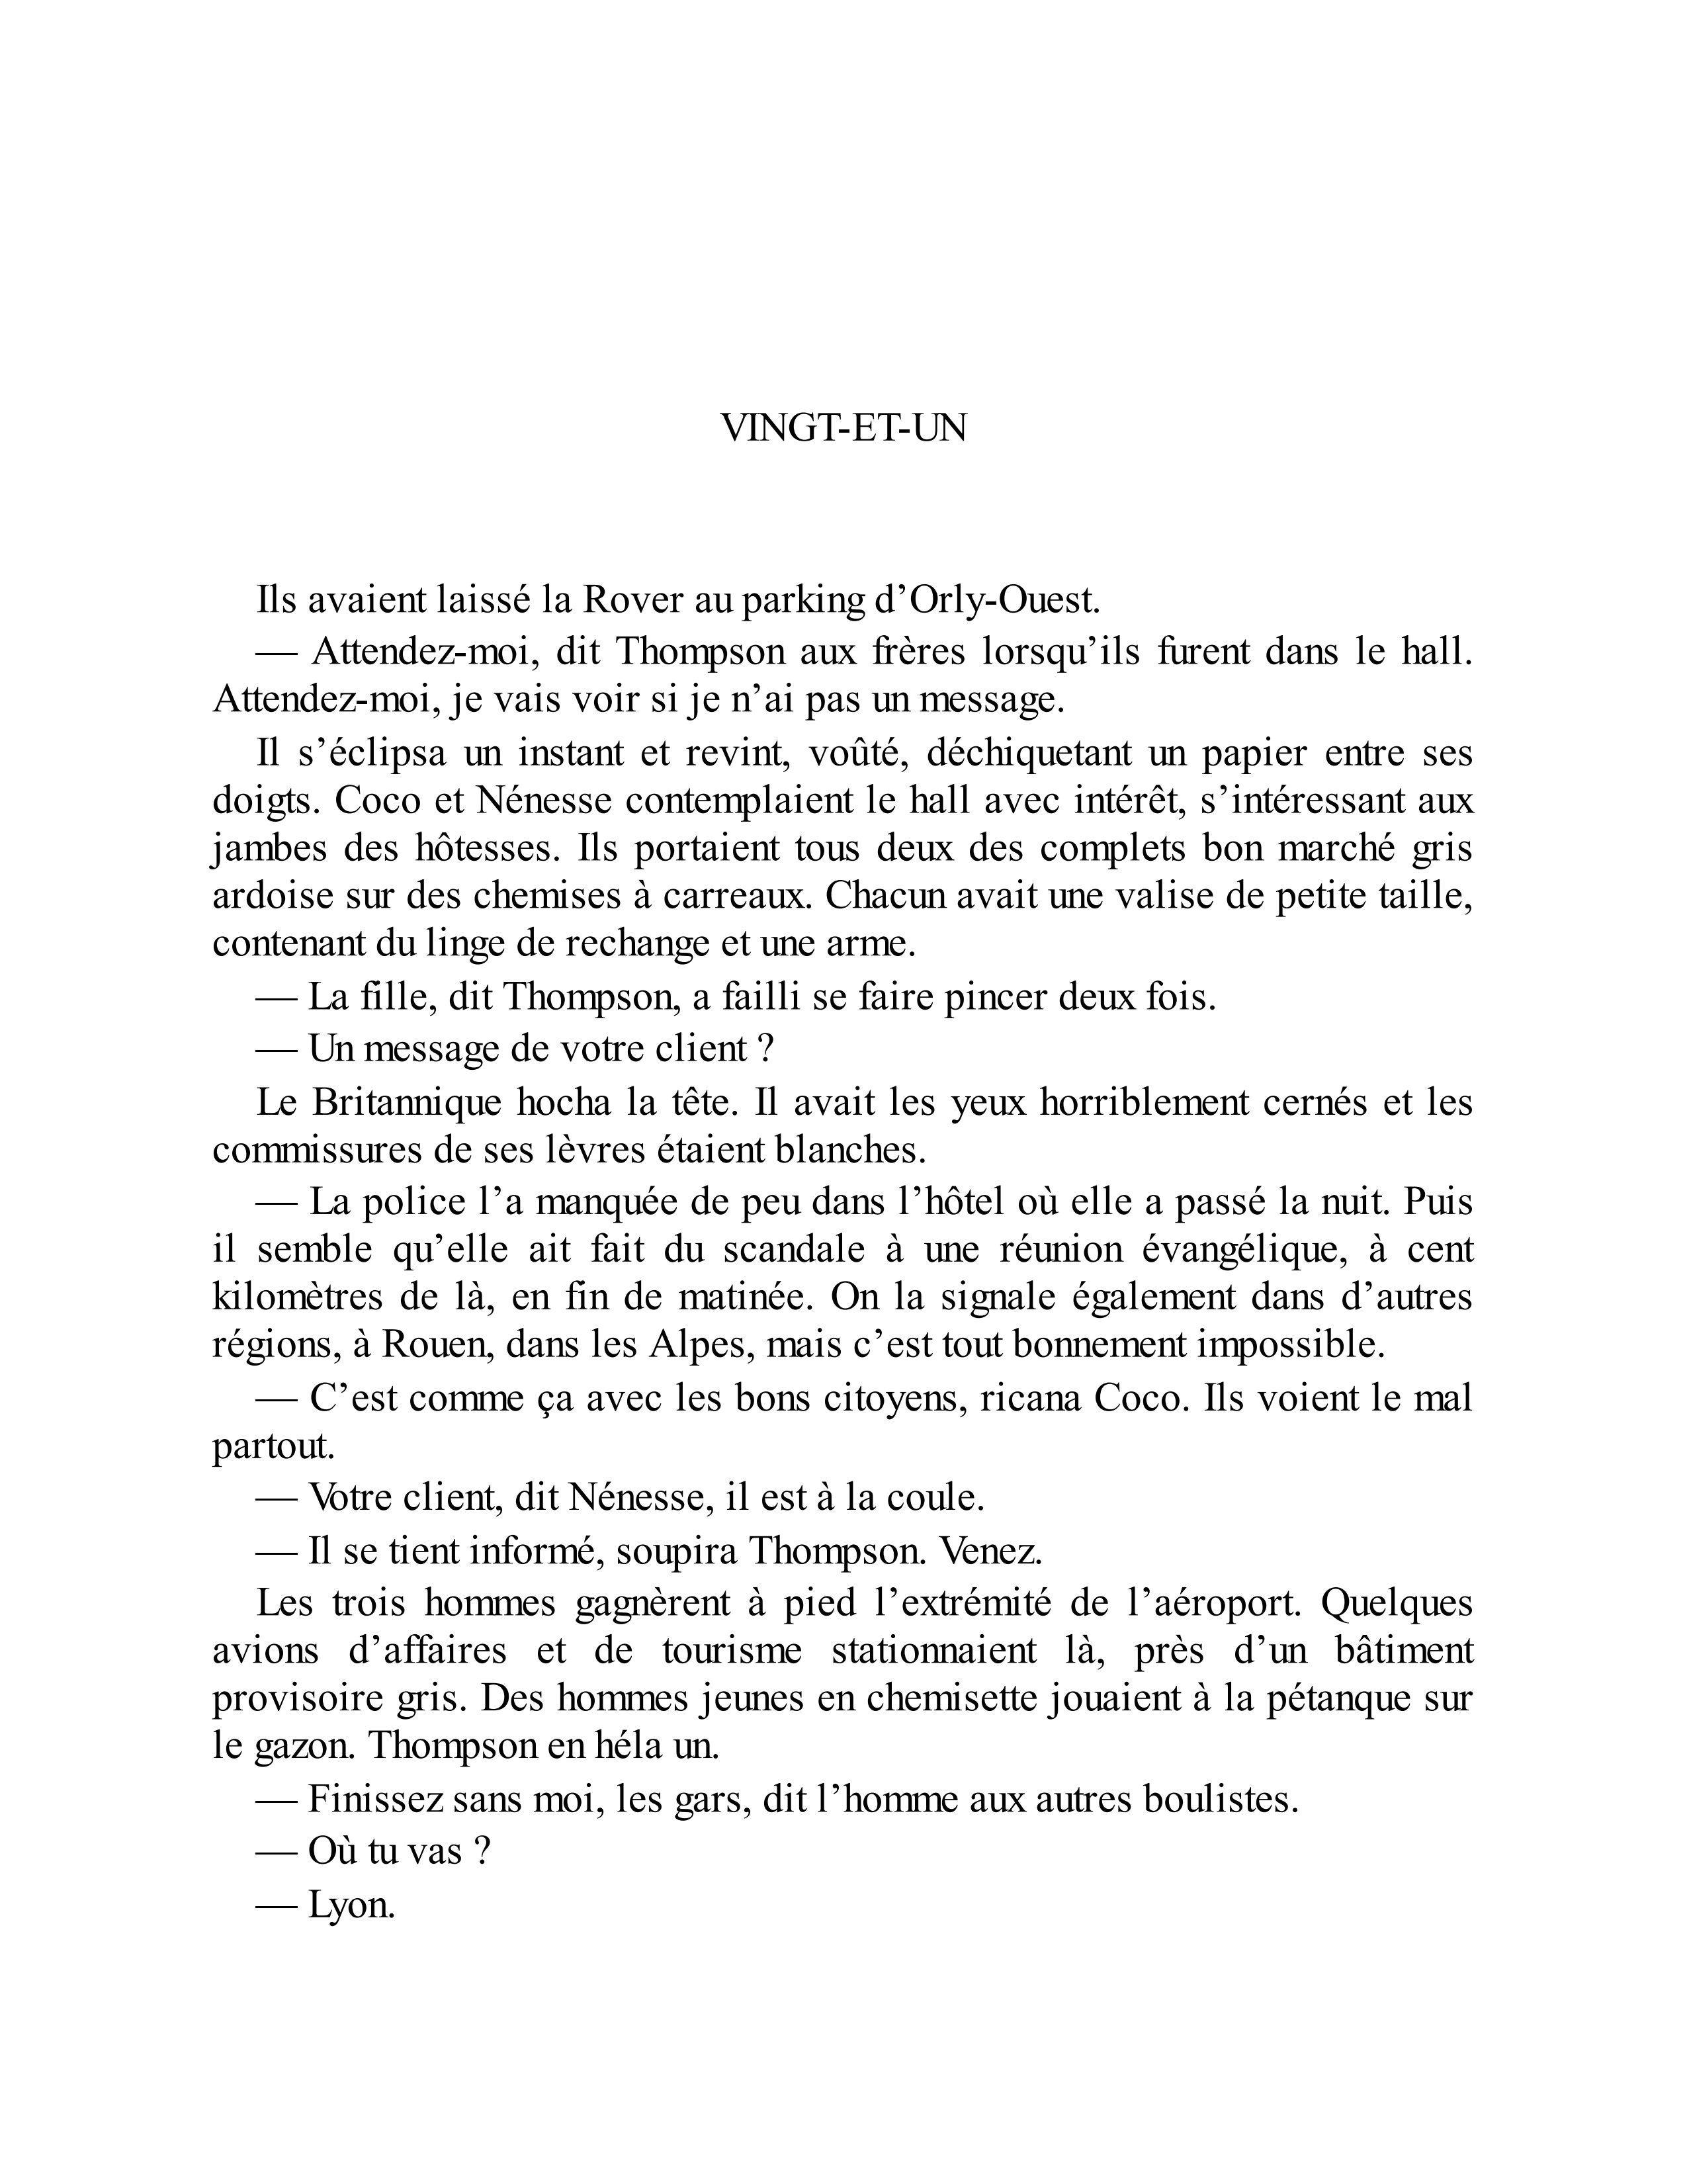 VINGT-ET-UN
Ils avaient laissé la Rover au parking d’Orly-Ouest.
— Attendez-moi, dit Thompson aux frères lorsqu’ils furent dans le hall.
Attendez-moi, je vais voir si je n’ai pas un message.
Il s’éclipsa un instant et revint, voûté, déchiquetant un papier entre ses
doigts. Coco et Nénesse contemplaient le hall avec intérêt, s’intéressant aux
jambes des hôtesses. Ils portaient tous deux des complets bon marché gris
ardoise sur des chemises à carreaux. Chacun avait une valise de petite taille,
contenant du linge de rechange et une arme.
— La fille, dit Thompson, a failli se faire pincer deux fois.
— Un message de votre client ?
Le Britannique hocha la tête. Il avait les yeux horriblement cernés et les
commissures de ses lèvres étaient blanches.
— La police l’a manquée de peu dans l’hôtel où elle a passé la nuit. Puis
il semble qu’elle ait fait du scandale à une réunion évangélique, à cent
kilomètres de là, en fin de matinée. On la signale également dans d’autres
régions, à Rouen, dans les Alpes, mais c’est tout bonnement impossible.
— C’est comme ça avec les bons citoyens, ricana Coco. Ils voient le mal
partout.
— Votre client, dit Nénesse, il est à la coule.
— Il se tient informé, soupira Thompson. Venez.
Les trois hommes gagnèrent à pied l’extrémité de l’aéroport. Quelques
avions d’affaires et de tourisme stationnaient là, près d’un bâtiment
provisoire gris. Des hommes jeunes en chemisette jouaient à la pétanque sur
le gazon. Thompson en héla un.
— Finissez sans moi, les gars, dit l’homme aux autres boulistes.
— Où tu vas ?
— Lyon.